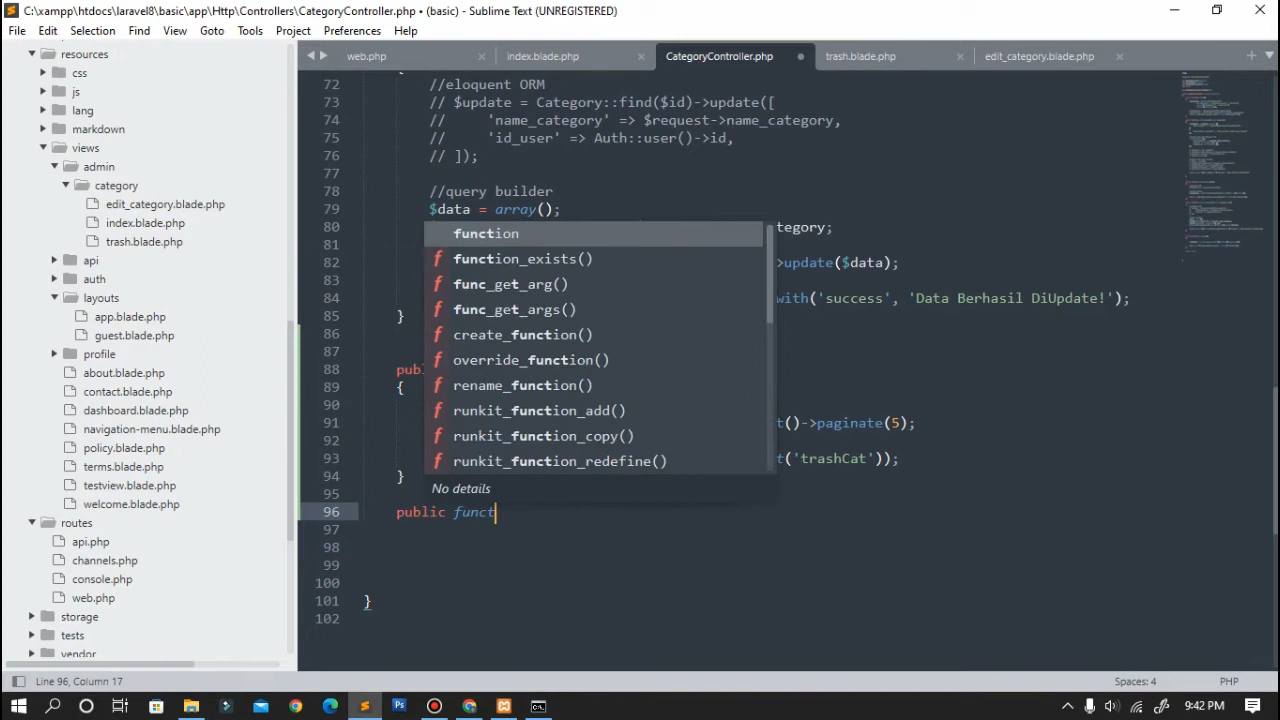 C:\xampp\htdocs\laravel8\basic\app\Http\Controllers\CategoryController.php • (basic) - Sublime Text (UNREGISTERED)
File Edit Selection Find View Goto Tools Project Preferences Help
resources
css
js
lang
markdown
views
admin
category
edit_category.blade.php
index.blade.php
trash.blade.php
api
auth
layouts
app.blade.php
guest.blade.php
profile
about.blade.php
contact.blade.php
dashboard.blade.php
navigation-menu.blade.php
policy.blade.php
terms.blade.php
testview.blade.php
welcome.blade.php
routes
api.php
channels.php
console.php
web.php
storage
tests
vendor
web.php index.blade.php CategoryController.php trash.blade.php edit_category.blade.php
72 //eloquent ORM
73 // $update = Category::find($id)->update([
74 // 'name_category' => $request->name_category,
75 // 'id_user' => Auth::user()->id,
76 // ]);
77
78 //query builder
79 $data = array();
80 tegory;
81
82 >update($data);
83
84 with('success', 'Data Berhasil DiUpdate!');
85 }
86
87
88 publ
89 {
90
91 t()->paginate(5);
92
93 t('trashCat'));
94 }
95
96 public funct
97
98
99
100
101 }
102
function
f function_exists()
f func_get_arg()
f func_get_args()
f create_function()
f override_function()
f rename_function()
f runkit_function_add()
f runkit_function_copy()
f runkit_function_redefine()
No details
Line 96, Column 17 Spaces: 4 PHP
9:42 PM